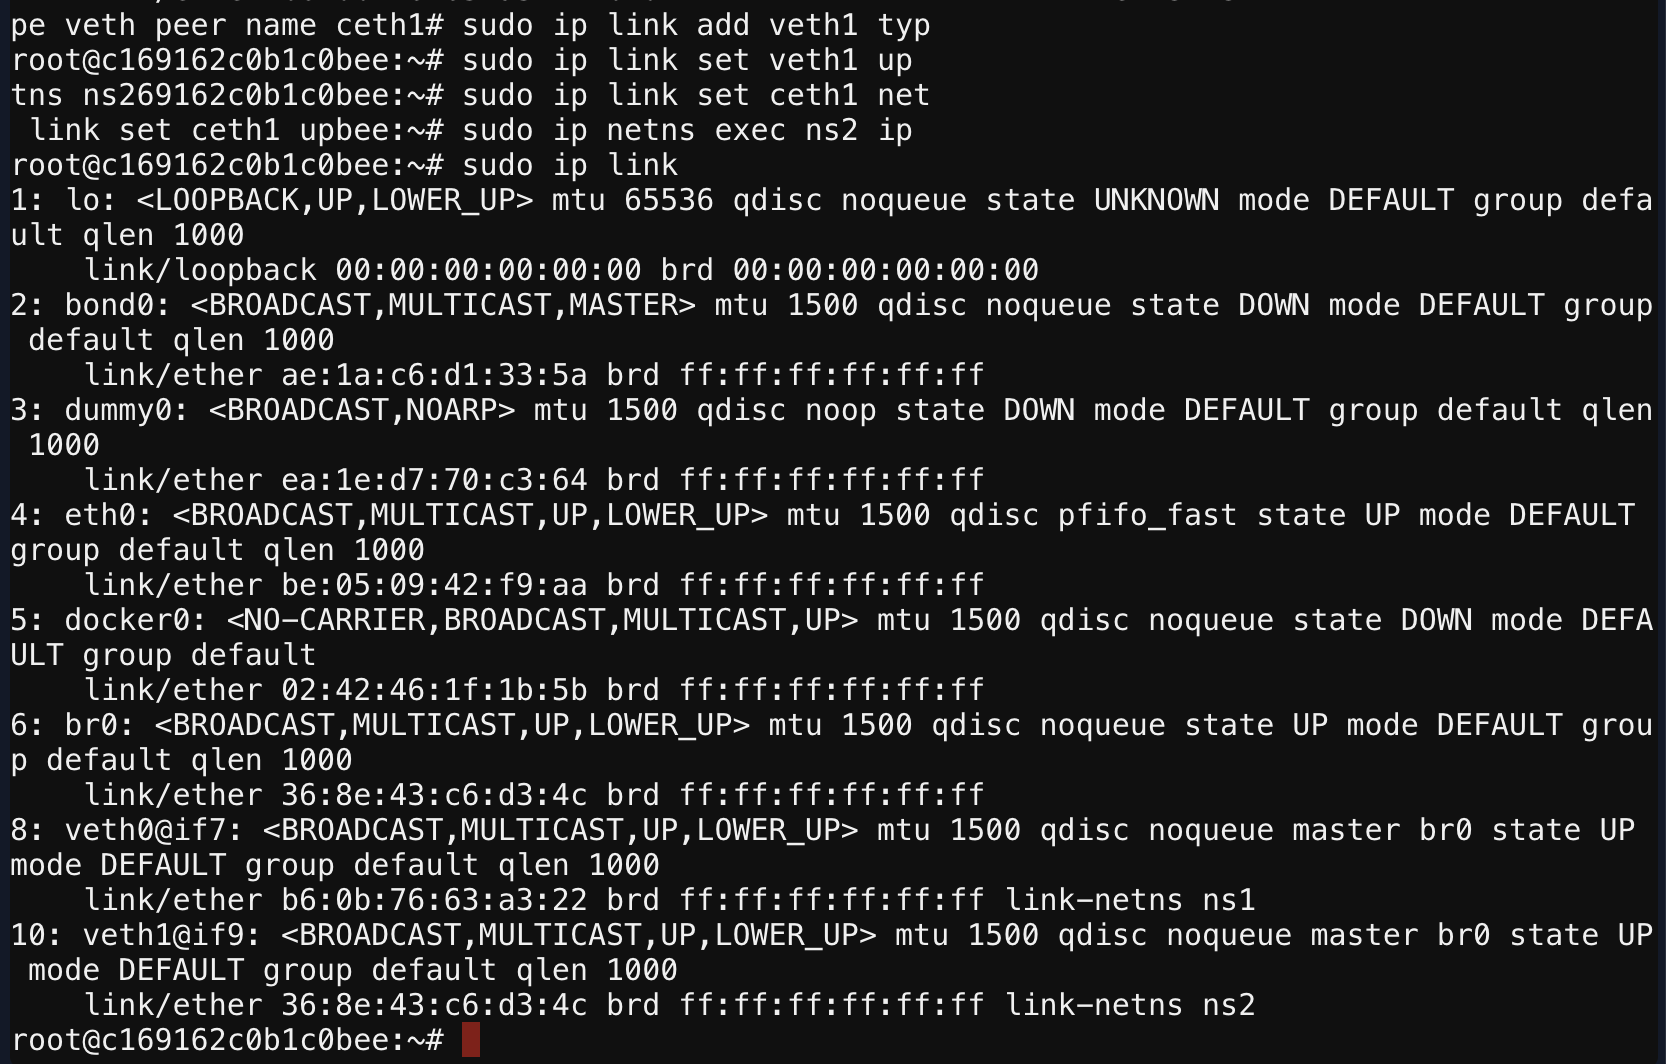 pe veth peer name ceth1# sudo ip link add veth1 typ
root@c169162c0b1c0bee:~# sudo ip link set veth1 up
tns ns269162c0b1c0bee:~# sudo ip link set ceth1 net
 link set ceth1 upbee:~# sudo ip netns exec ns2 ip
root@c169162c0b1c0bee:~# sudo ip link
1: lo: <LOOPBACK,UP,LOWER_UP> mtu 65536 qdisc noqueue state UNKNOWN mode DEFAULT group defa
ult qlen 1000
    link/loopback 00:00:00:00:00:00 brd 00:00:00:00:00:00
2: bond0: <BROADCAST,MULTICAST,MASTER> mtu 1500 qdisc noqueue state DOWN mode DEFAULT group
 default qlen 1000
    link/ether ae:1a:c6:d1:33:5a brd ff:ff:ff:ff:ff:ff
3: dummy0: <BROADCAST,NOARP> mtu 1500 qdisc noop state DOWN mode DEFAULT group default qlen
 1000
    link/ether ea:1e:d7:70:c3:64 brd ff:ff:ff:ff:ff:ff
4: eth0: <BROADCAST,MULTICAST,UP,LOWER_UP> mtu 1500 qdisc pfifo_fast state UP mode DEFAULT
group default qlen 1000
    link/ether be:05:09:42:f9:aa brd ff:ff:ff:ff:ff:ff
5: docker0: <NO-CARRIER,BROADCAST,MULTICAST,UP> mtu 1500 qdisc noqueue state DOWN mode DEFA
ULT group default
    link/ether 02:42:46:1f:1b:5b brd ff:ff:ff:ff:ff:ff
6: br0: <BROADCAST,MULTICAST,UP,LOWER_UP> mtu 1500 qdisc noqueue state UP mode DEFAULT grou
p default qlen 1000
    link/ether 36:8e:43:c6:d3:4c brd ff:ff:ff:ff:ff:ff
8: veth0@if7: <BROADCAST,MULTICAST,UP,LOWER_UP> mtu 1500 qdisc noqueue master br0 state UP
mode DEFAULT group default qlen 1000
    link/ether b6:0b:76:63:a3:22 brd ff:ff:ff:ff:ff:ff link-netns ns1
10: veth1@if9: <BROADCAST,MULTICAST,UP,LOWER_UP> mtu 1500 qdisc noqueue master br0 state UP
 mode DEFAULT group default qlen 1000
    link/ether 36:8e:43:c6:d3:4c brd ff:ff:ff:ff:ff:ff link-netns ns2
root@c169162c0b1c0bee:~#